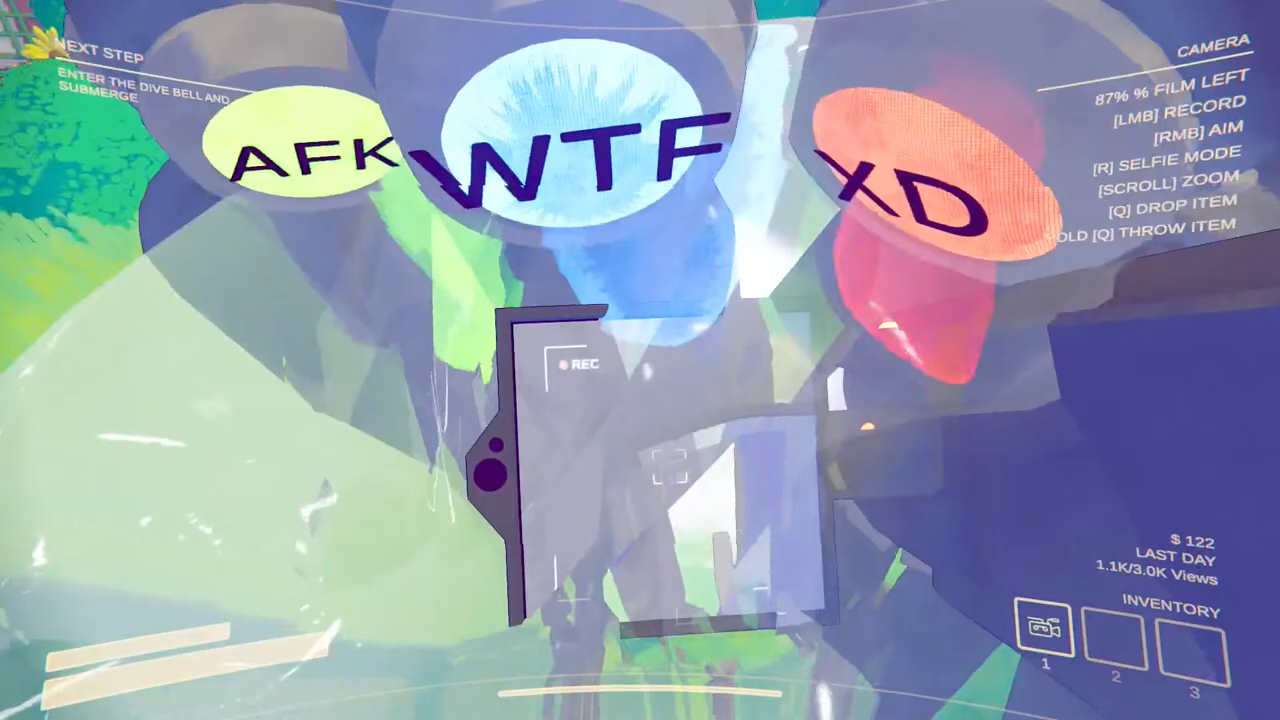 NEXT STEP
ENTER THE DIVE BELL AND
SUBMERGE
AFK
WTF
XD
CAMERA
87% % FILM LEFT
[LMB] RECORD
[RMB] AIM
[R] SELFIE MODE
[SCROLL] ZOOM
[Q] DROP ITEM
OLD [Q] THROW ITEM
REC
$ 122
LAST DAY
1.1K/3.0K Views
INVENTORY
1
2
3